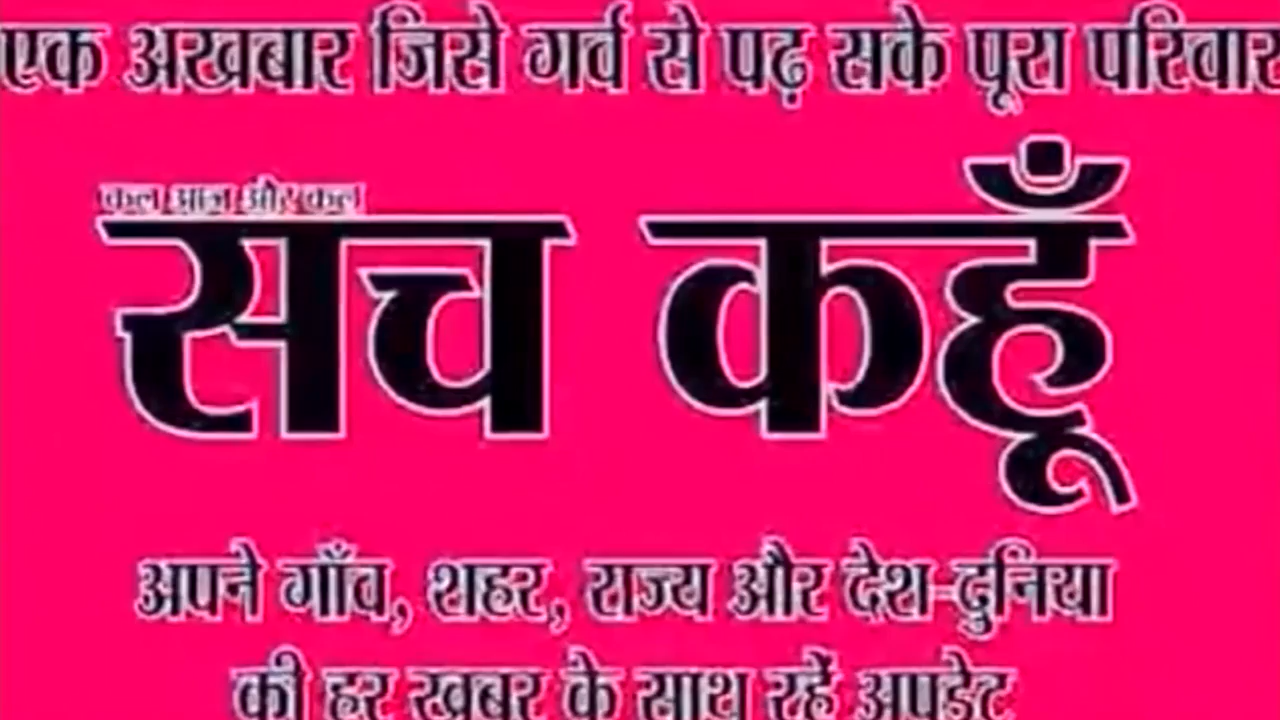 एक अखबार जिसे गर्व से पढ़ सके पूरा परिवार
कल आज और कल
सच कहूँ
अपने गाँव, शहर, राज्य और देश-दुनिया
की हर खबर के साथ रहें अपडेट